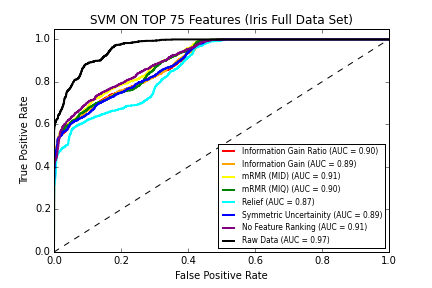 SVM ON TOP 75 Features (Iris Full Data Set)
1.0
0.8
0.6
0.4
0.2
0.0
True Positive Rate
Information Gain Ratio (AUC = 0.90)
Information Gain (AUC = 0.89)
mRMR (MID) (AUC = 0.91)
mRMR (MIQ) (AUC = 0.90)
Relief (AUC = 0.87)
Symmetric Uncertainity (AUC = 0.89)
No Feature Ranking (AUC = 0.91)
Raw Data (AUC = 0.97)
0.0 0.2 0.4 0.6 0.8 1.0
False Positive Rate